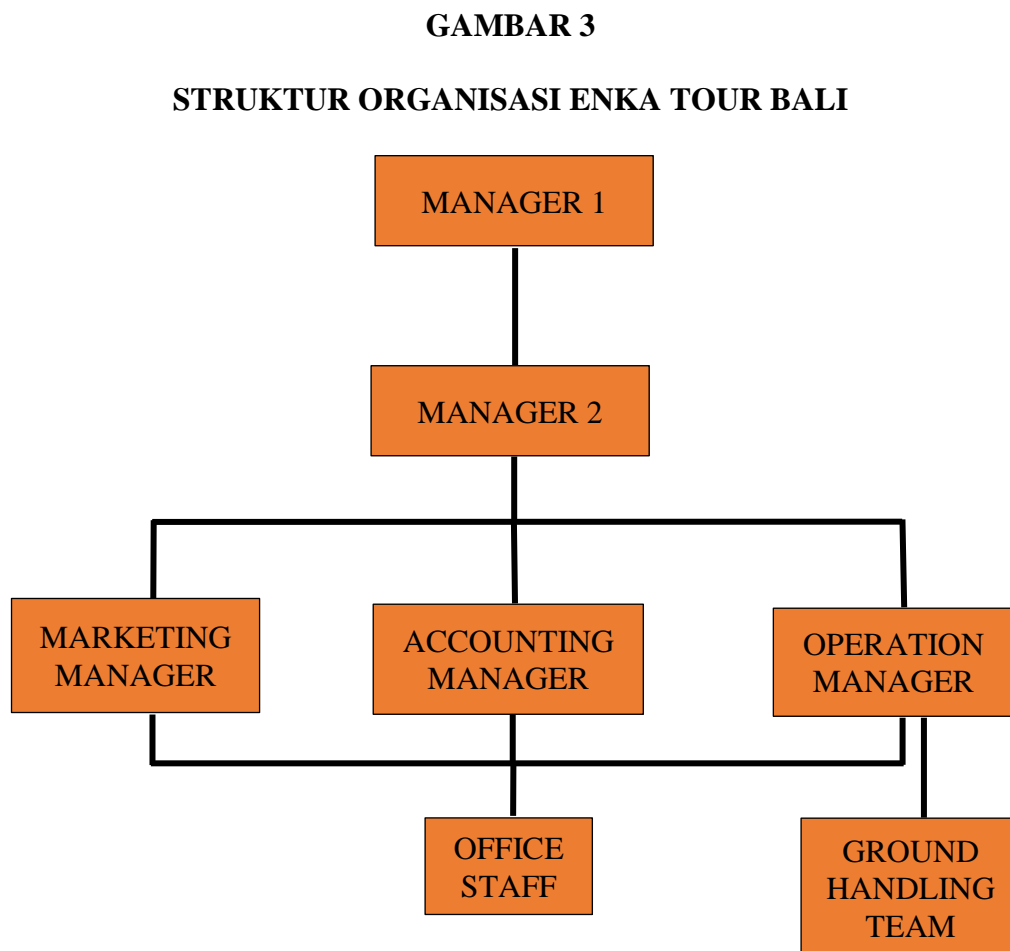 GAMBAR 3
STRUKTUR ORGANISASI ENKA TOUR BALI
MANAGER 1
MANAGER 2
MARKETING
MANAGER
ACCOUNTING
MANAGER
OPERATION
MANAGER
OFFICE
STAFF
GROUND
HANDLING
TEAM